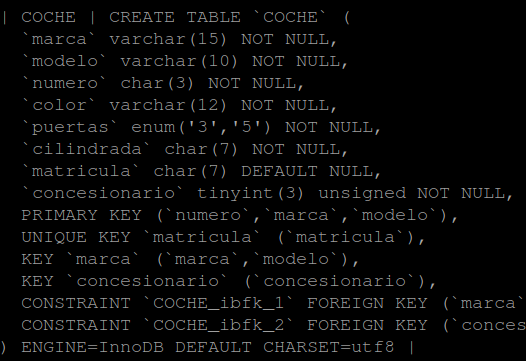 | COCHE | CREATE TABLE `COCHE` (
`marca` varchar(15) NOT NULL,
`modelo` varchar(10) NOT NULL,
`numero` char(3) NOT NULL,
`color` varchar(12) NOT NULL,
`puertas` enum('3','5') NOT NULL,
`cilindrada` char(7) NOT NULL,
`matricula` char(7) DEFAULT NULL,
`concesionario` tinyint(3) unsigned NOT NULL,
PRIMARY KEY (`numero`,`marca`,`modelo`),
UNIQUE KEY `matricula` (`matricula`),
KEY `marca` (`marca`,`modelo`),
KEY `concesionario` (`concesionario`),
CONSTRAINT `COCHE_ibfk_1` FOREIGN KEY (`marca`
CONSTRAINT `COCHE_ibfk_2` FOREIGN KEY (`conces
) ENGINE=InnoDB DEFAULT CHARSET=utf8 |